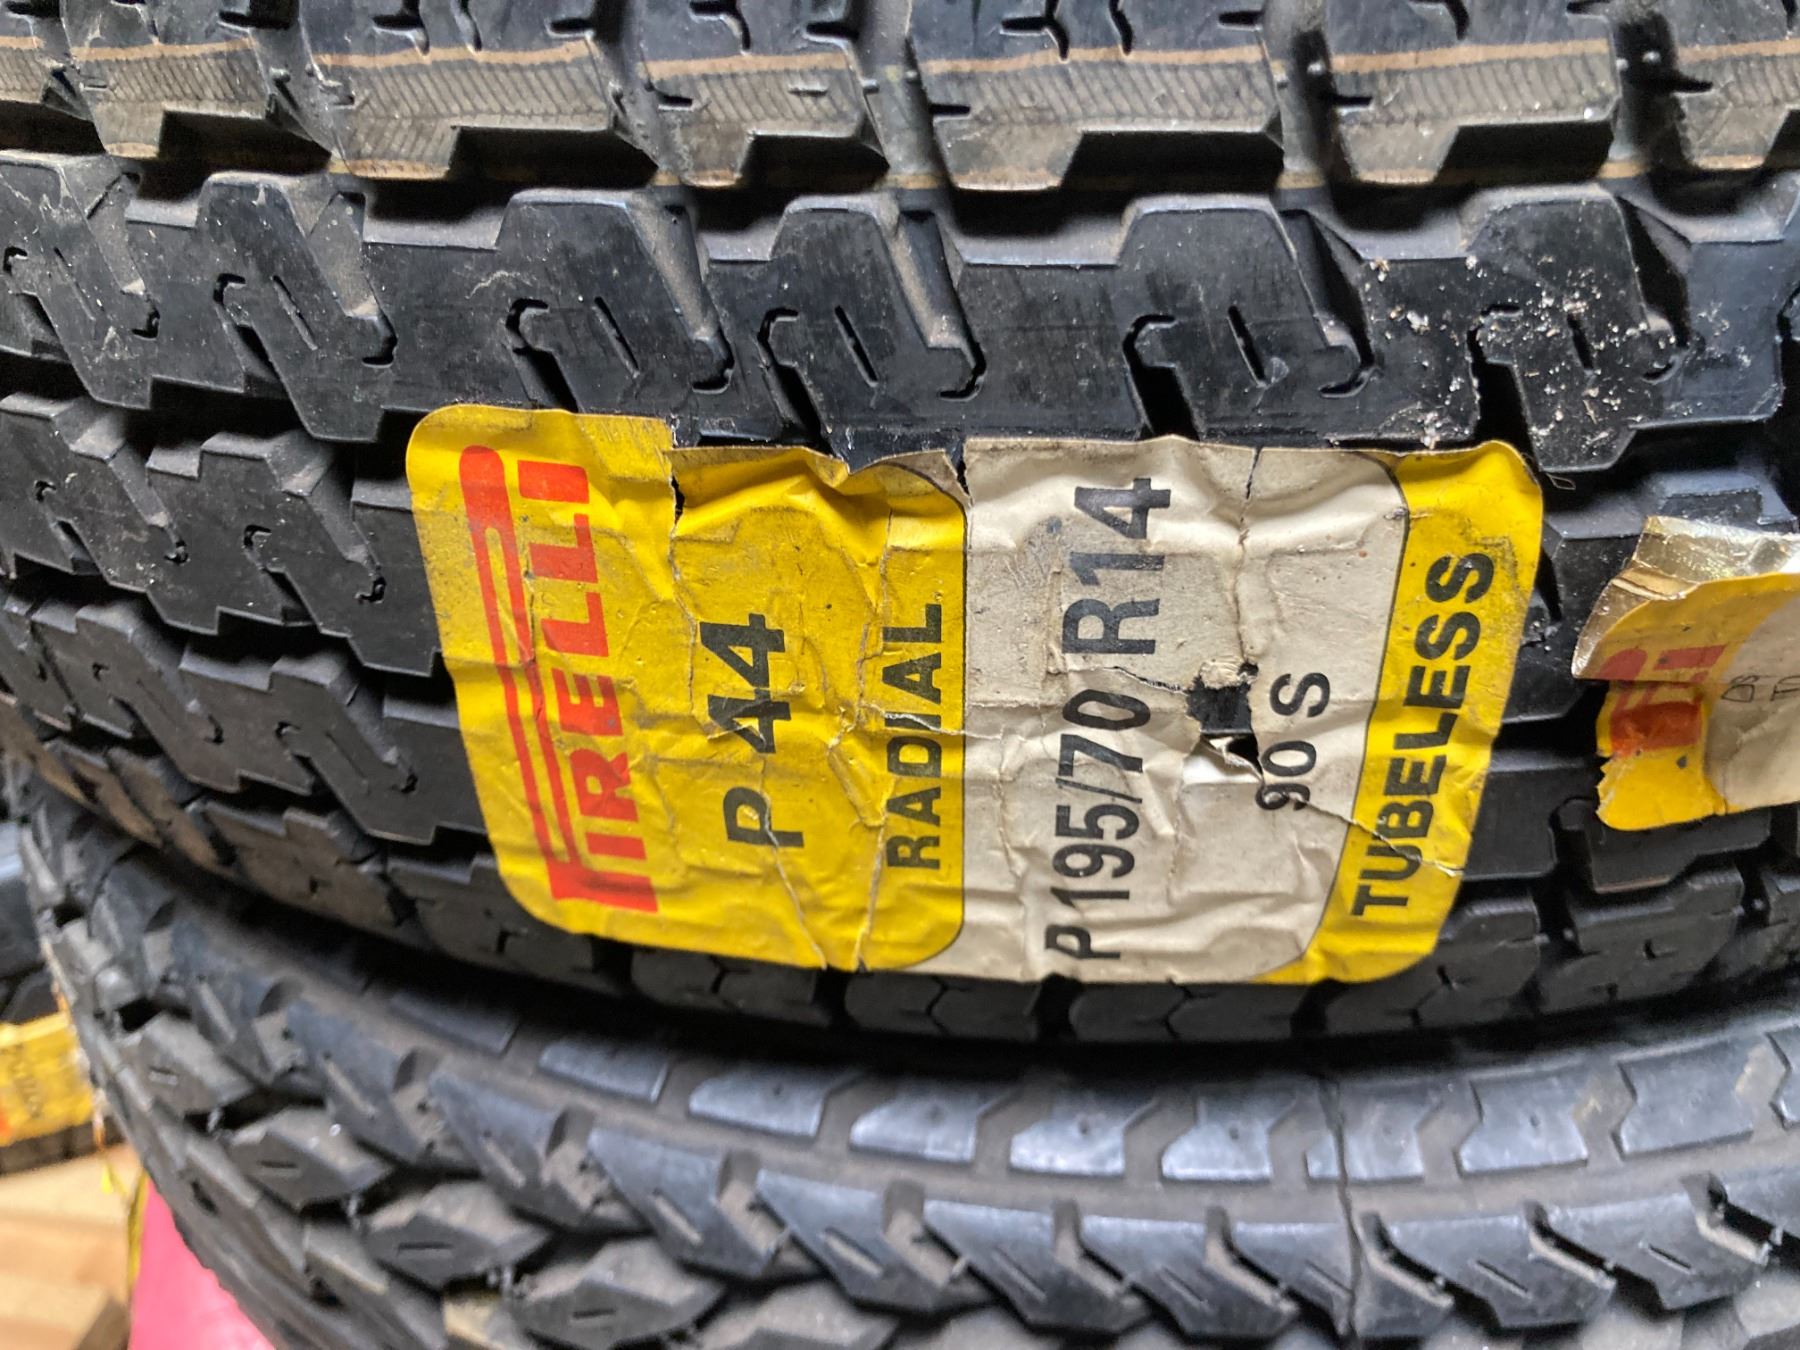 PIRELLI
P 44
RADIAL
P195/70 R14
90 S
TUBELESS